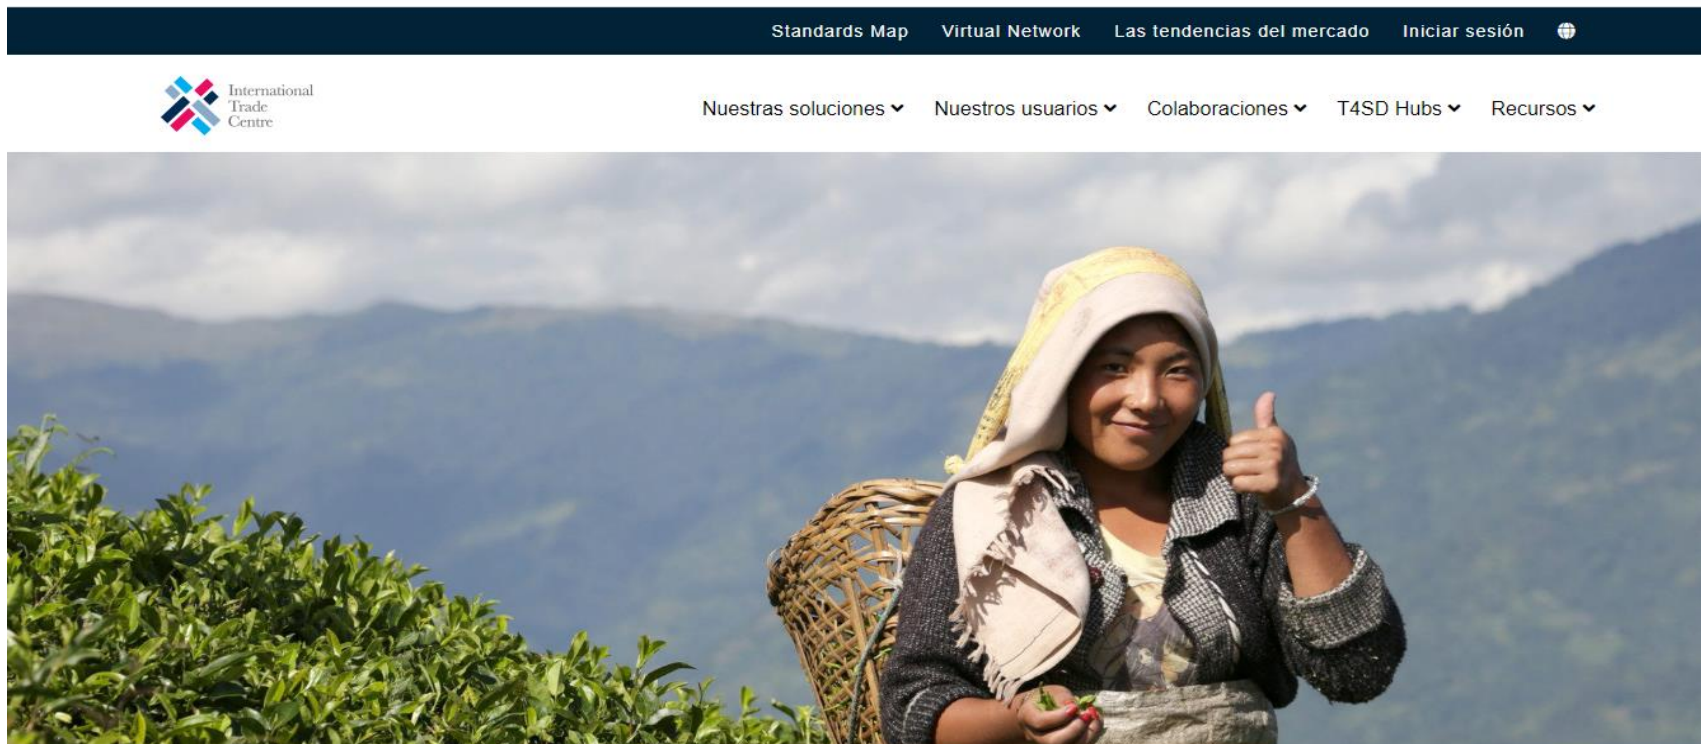 Standards Map Virtual Network Las tendencias del mercado Iniciar sesión
International
Trade
Centre
Nuestras soluciones Nuestros usuarios Colaboraciones T4SD Hubs Recursos